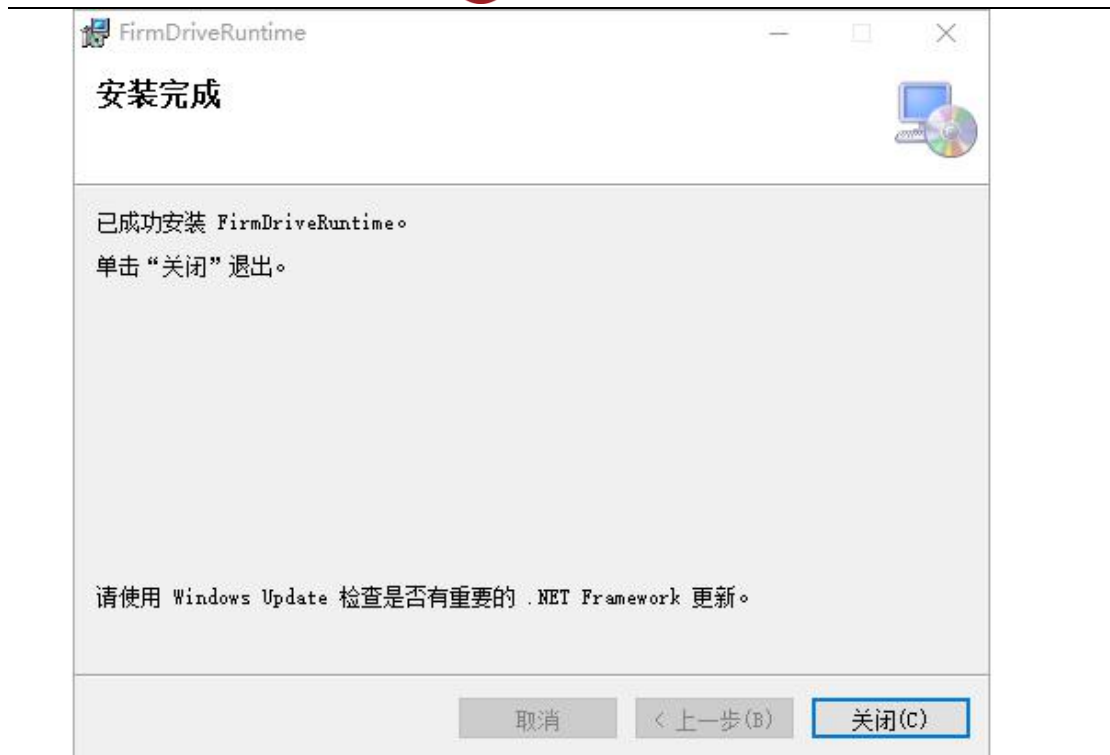 FirmDriveRuntime
安装完成
已成功安装 FirmDriveRuntime。
单击“关闭”退出。
请使用 Windows Update 检查是否有重要的 .NET Framework 更新。
取消
< 上一步(B)
关闭(C)